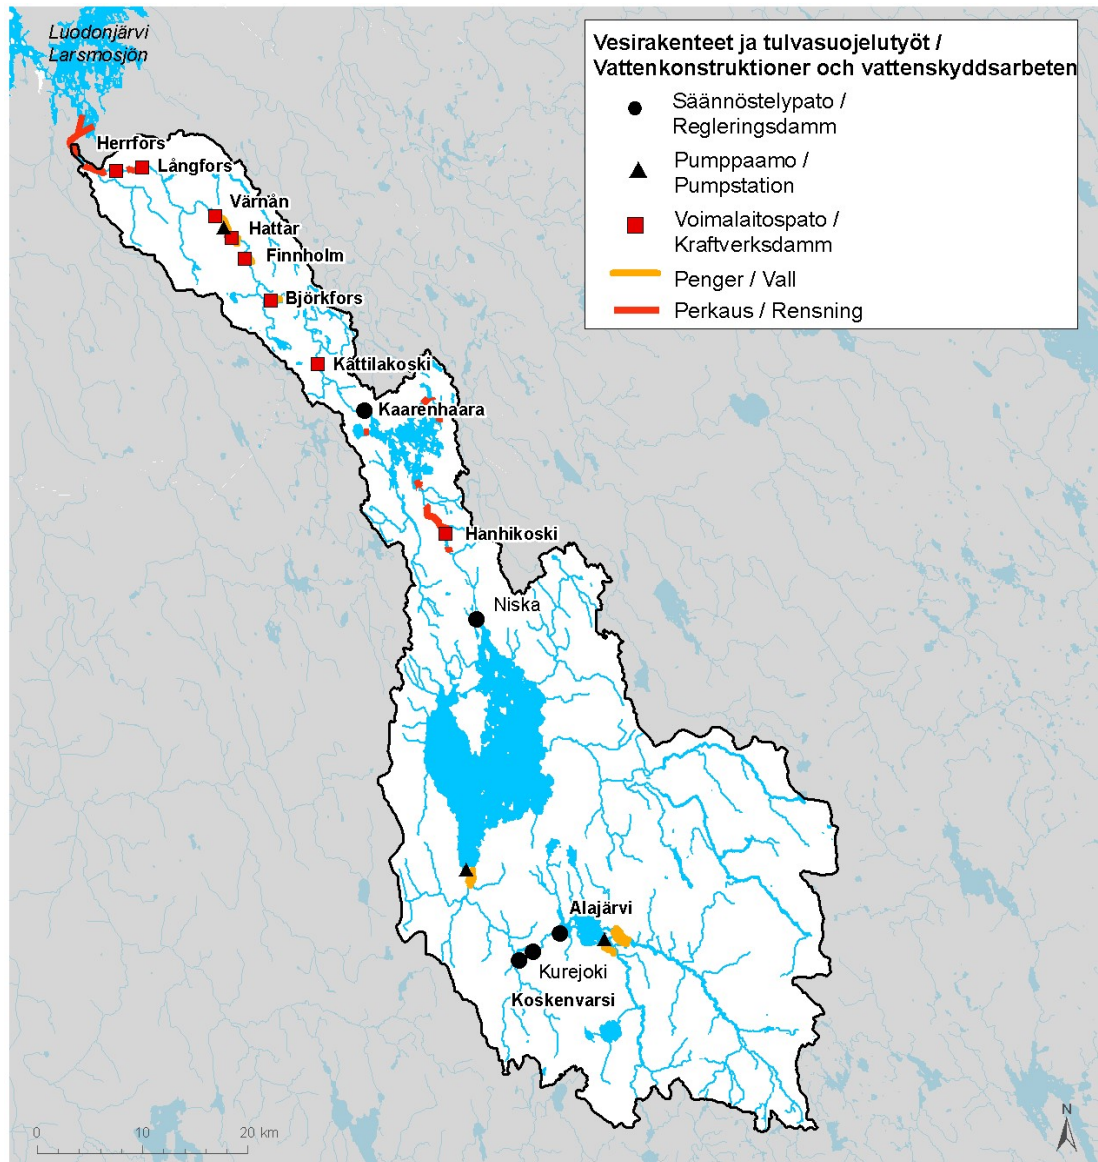 Luodonjärvi
Larsmosjön
Vesirakenteet ja tulvasuojelutyöt /
Vattenkonstruktioner och vattenskyddsarbeten
Säännöstelypato /
Regleringsdamm
Pumppaamo /
Pumpstation
Voimalaitospato /
Kraftverksdamm
Penger / Vall
Perkaus / Rensning
Herrfors
Långfors
Värnån
Hattar
Finnholm
Björkfors
Kattilakoski
Kaarenhaara
Hanhikoski
Niska
Alajärvi
Kurejoki
Koskenvarsi
0 10 20 km
N